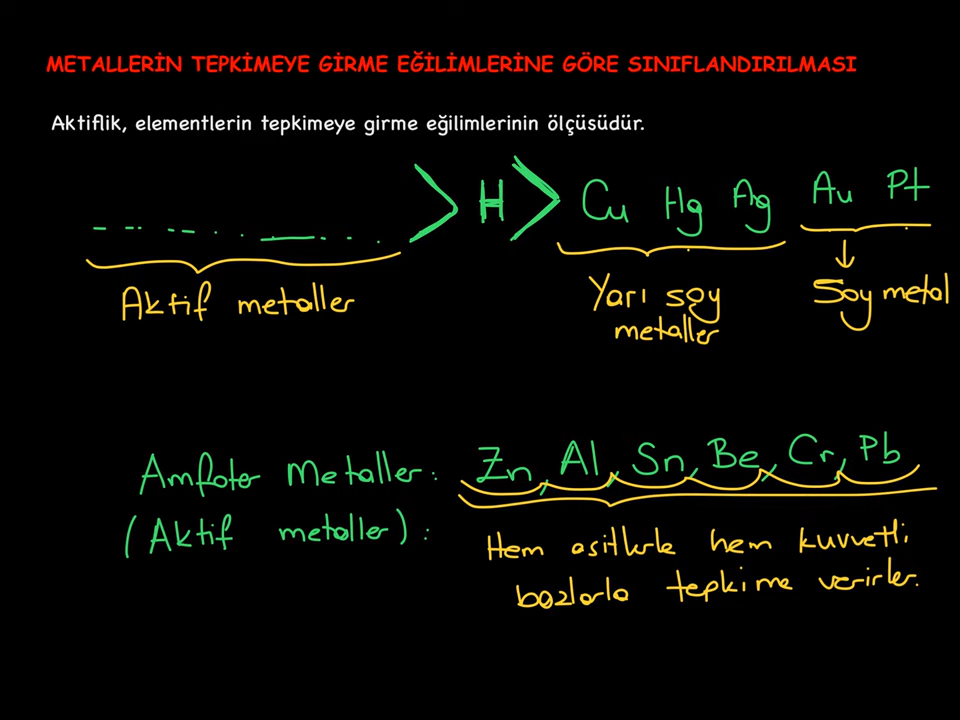 METALLERİN TEPKİMEYE GİRME EĞİLİMLERİNE GÖRE SINIFLANDIRILMASI
Aktiflik, elementlerin tepkimeye girme eğilimlerinin ölçüsüdür.
> H > Cu Hg Ag Au Pt
Aktif metaller
Yarı soy
metaller
Soy metal
Amfoter Metaller: Zn, Al, Sn, Be, Cr, Pb
(Aktif metaller):
Hem asitlerle hem kuvvetli
bazlarla tepkime verirler.